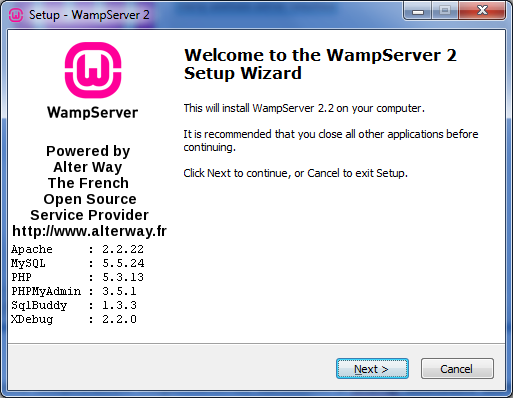 Setup - WampServer 2
WampServer
Powered by
Alter Way
The French
Open Source
Service Provider
http://www.alterway.fr
Apache : 2.2.22
MySQL : 5.5.24
PHP : 5.3.13
PHPMyAdmin : 3.5.1
SqlBuddy : 1.3.3
XDebug : 2.2.0
Welcome to the WampServer 2
Setup Wizard
This will install WampServer 2.2 on your computer.
It is recommended that you close all other applications before
continuing.
Click Next to continue, or Cancel to exit Setup.
Next >
Cancel